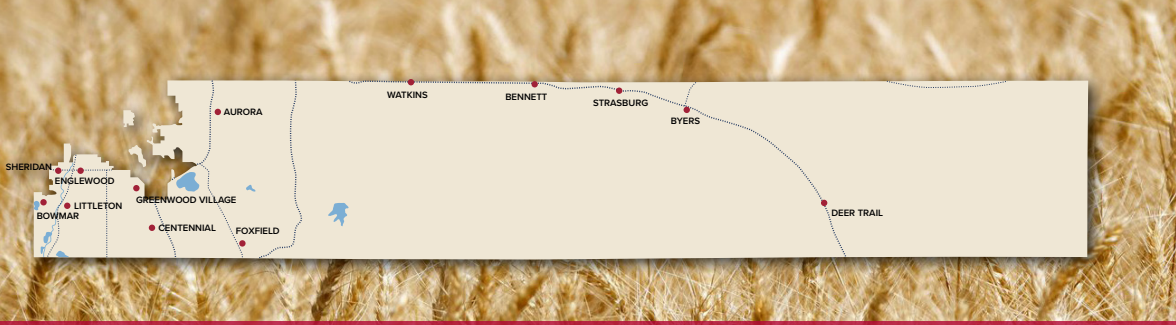 WATKINS
BENNETT
STRASBURG
AURORA
BYERS
SHERIDAN
ENGLEWOOD
GREENWOOD VILLAGE
LITTLETON
BOWMAR
DEER TRAIL
CENTENNIAL
FOXFIELD